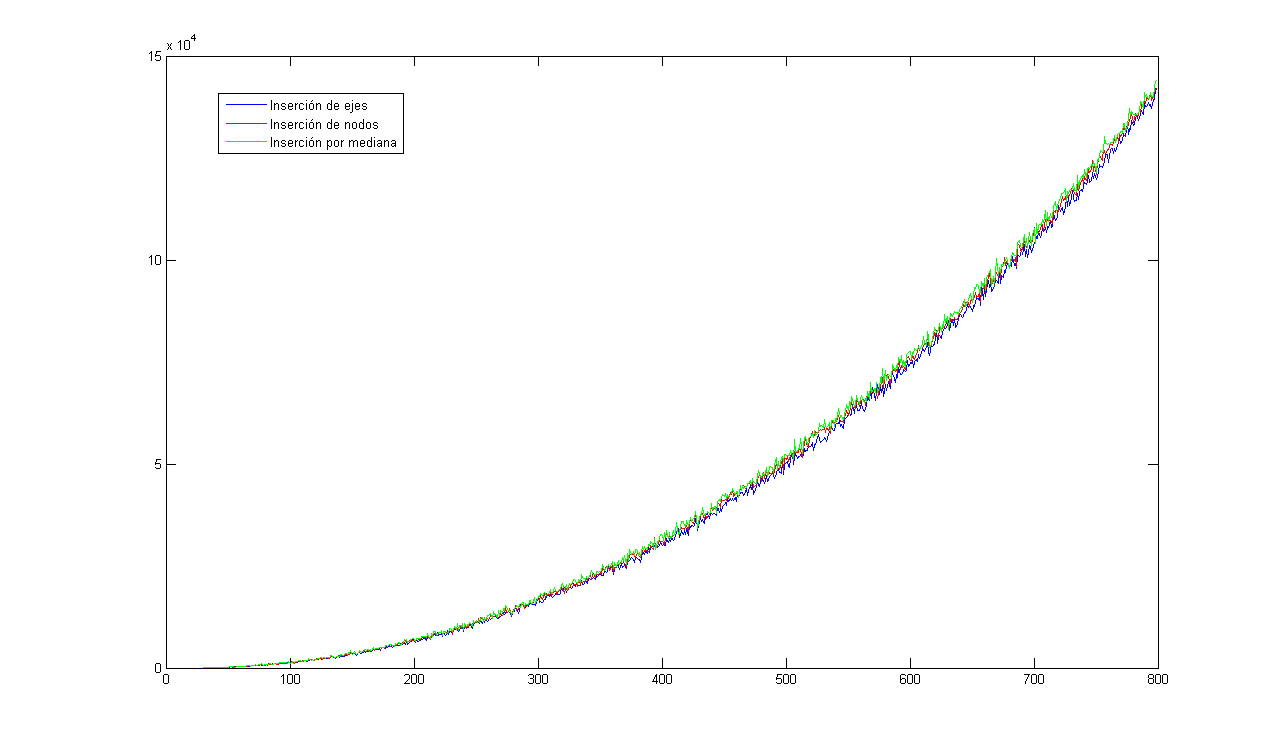 x 10^4
15
10
5
0
Inserción de ejes
Inserción de nodos
Inserción por mediana
0 100 200 300 400 500 600 700 800